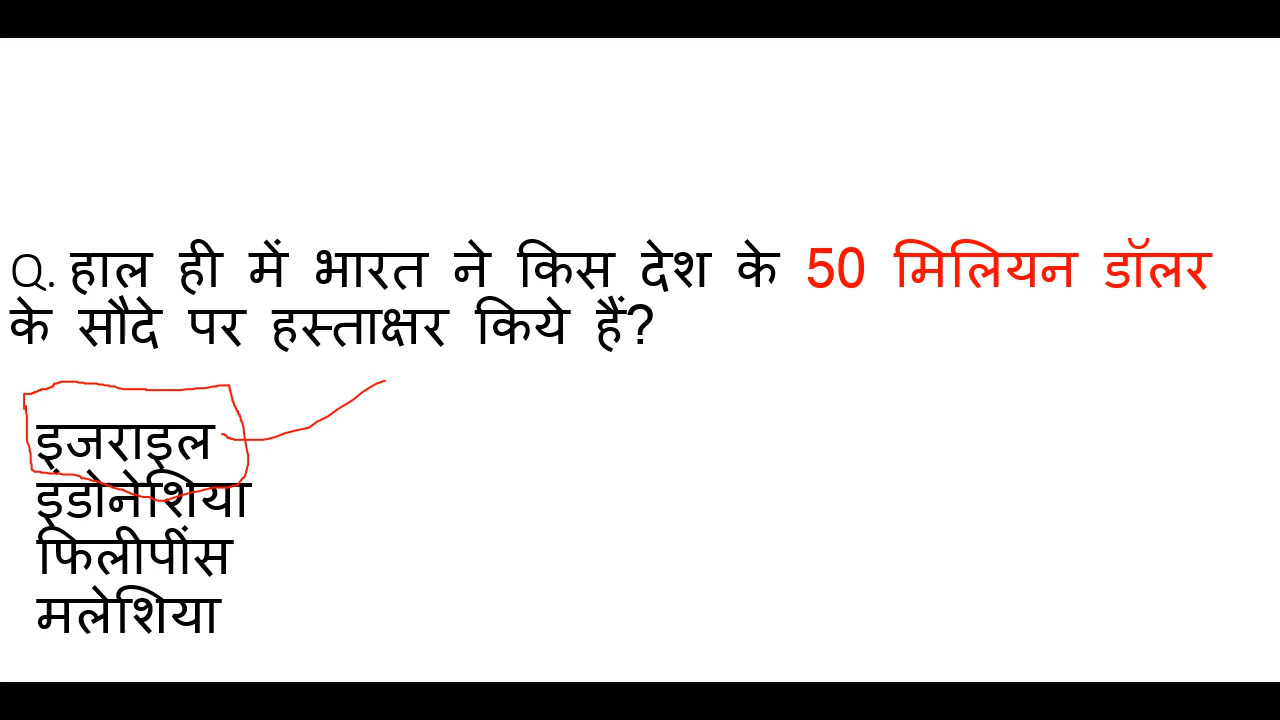 Q. हाल ही में भारत ने किस देश के 50 मिलियन डॉलर
के सौदे पर हस्ताक्षर किये हैं?
इजराइल
इंडोनेशिया
फिलीपींस
मलेशिया